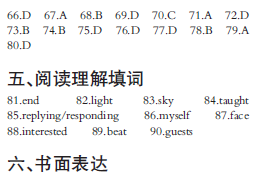 66.D 67.A 68.B 69.D 70.C 71.A 72.D
73.B 74.B 75.D 76.D 77.D 78.B 79.A
80.D
五、阅读理解填词
81.end 82.light 83.sky 84.taught
85.replying/responding 86.myself 87.face
88.interested 89.beat 90.guests
六、书面表达